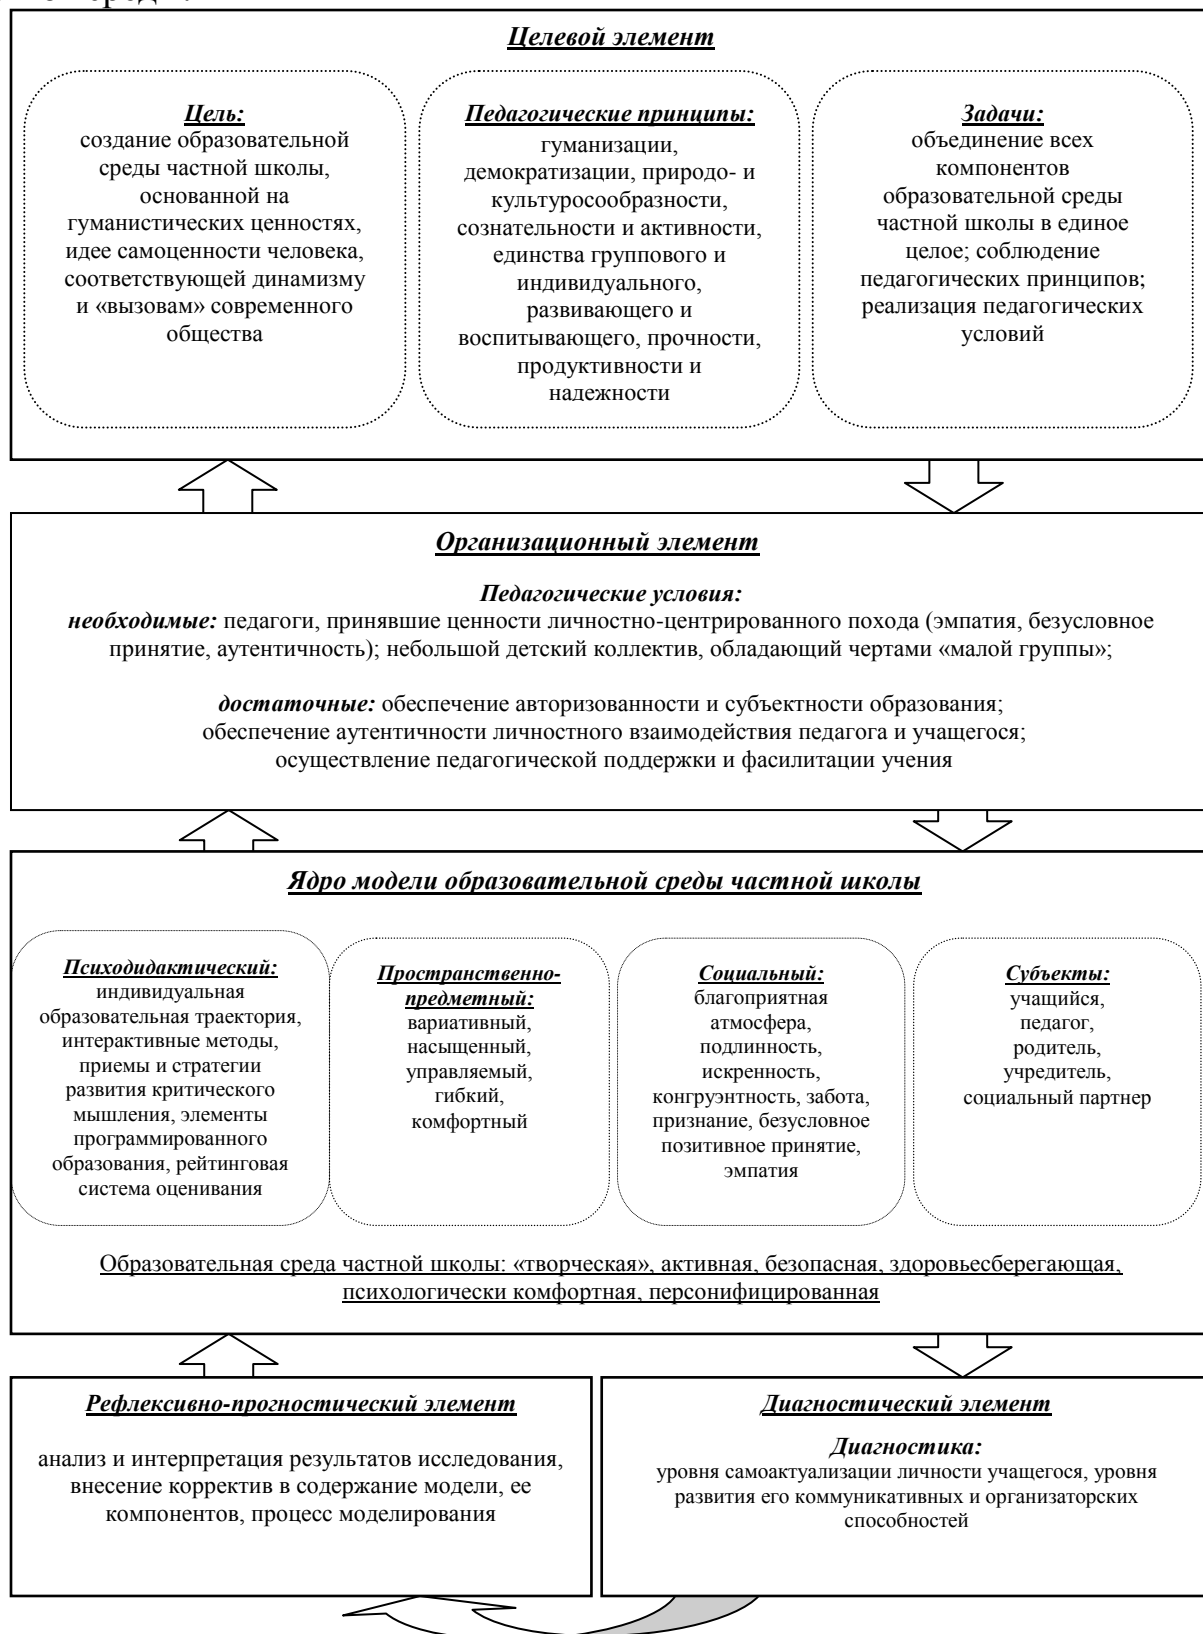 Целевой элемент
Цель:
создание образовательной
среды частной школы,
основанной на
гуманистических ценностях,
идее самоценности человека,
соответствующей динамизму
и «вызовам» современного
общества
Педагогические принципы:
гуманизации,
демократизации, природо- и
культуросообразности,
сознательности и активности,
единства группового и
индивидуального,
развивающего и
воспитывающего, прочности,
продуктивности и
надежности
Задачи:
объединение всех
компонентов
образовательной среды
частной школы в единое
целое; соблюдение
педагогических принципов;
реализация педагогических
условий
Организационный элемент
Педагогические условия:
необходимые: педагоги, принявшие ценности личностно-центрированного похода (эмпатия, безусловное
принятие, аутентичность); небольшой детский коллектив, обладающий чертами «малой группы»;
достаточные: обеспечение авторизованности и субъектности образования;
обеспечение аутентичности личностного взаимодействия педагога и учащегося;
осуществление педагогической поддержки и фасилитации учения
Ядро модели образовательной среды частной школы
Психодидактический:
индивидуальная
образовательная траектория,
интерактивные методы,
приемы и стратегии
развития критического
мышления, элементы
программированного
образования, рейтинговая
система оценивания
Пространственно-
предметный:
вариативный,
насыщенный,
управляемый,
гибкий,
комфортный
Социальный:
благоприятная
атмосфера,
подлинность,
искренность,
конгруэнтность, забота,
признание, безусловное
позитивное принятие,
эмпатия
Субъекты:
учащийся,
педагог,
родитель,
учредитель,
социальный партнер
Образовательная среда частной школы: «творческая», активная, безопасная, здоровьесберегающая,
психологически комфортная, персонифицированная
Рефлексивно-прогностический элемент
анализ и интерпретация результатов исследования,
внесение корректив в содержание модели, ее
компонентов, процесс моделирования
Диагностический элемент
Диагностика:
уровня самоактуализации личности учащегося, уровня
развития его коммуникативных и организаторских
способностей